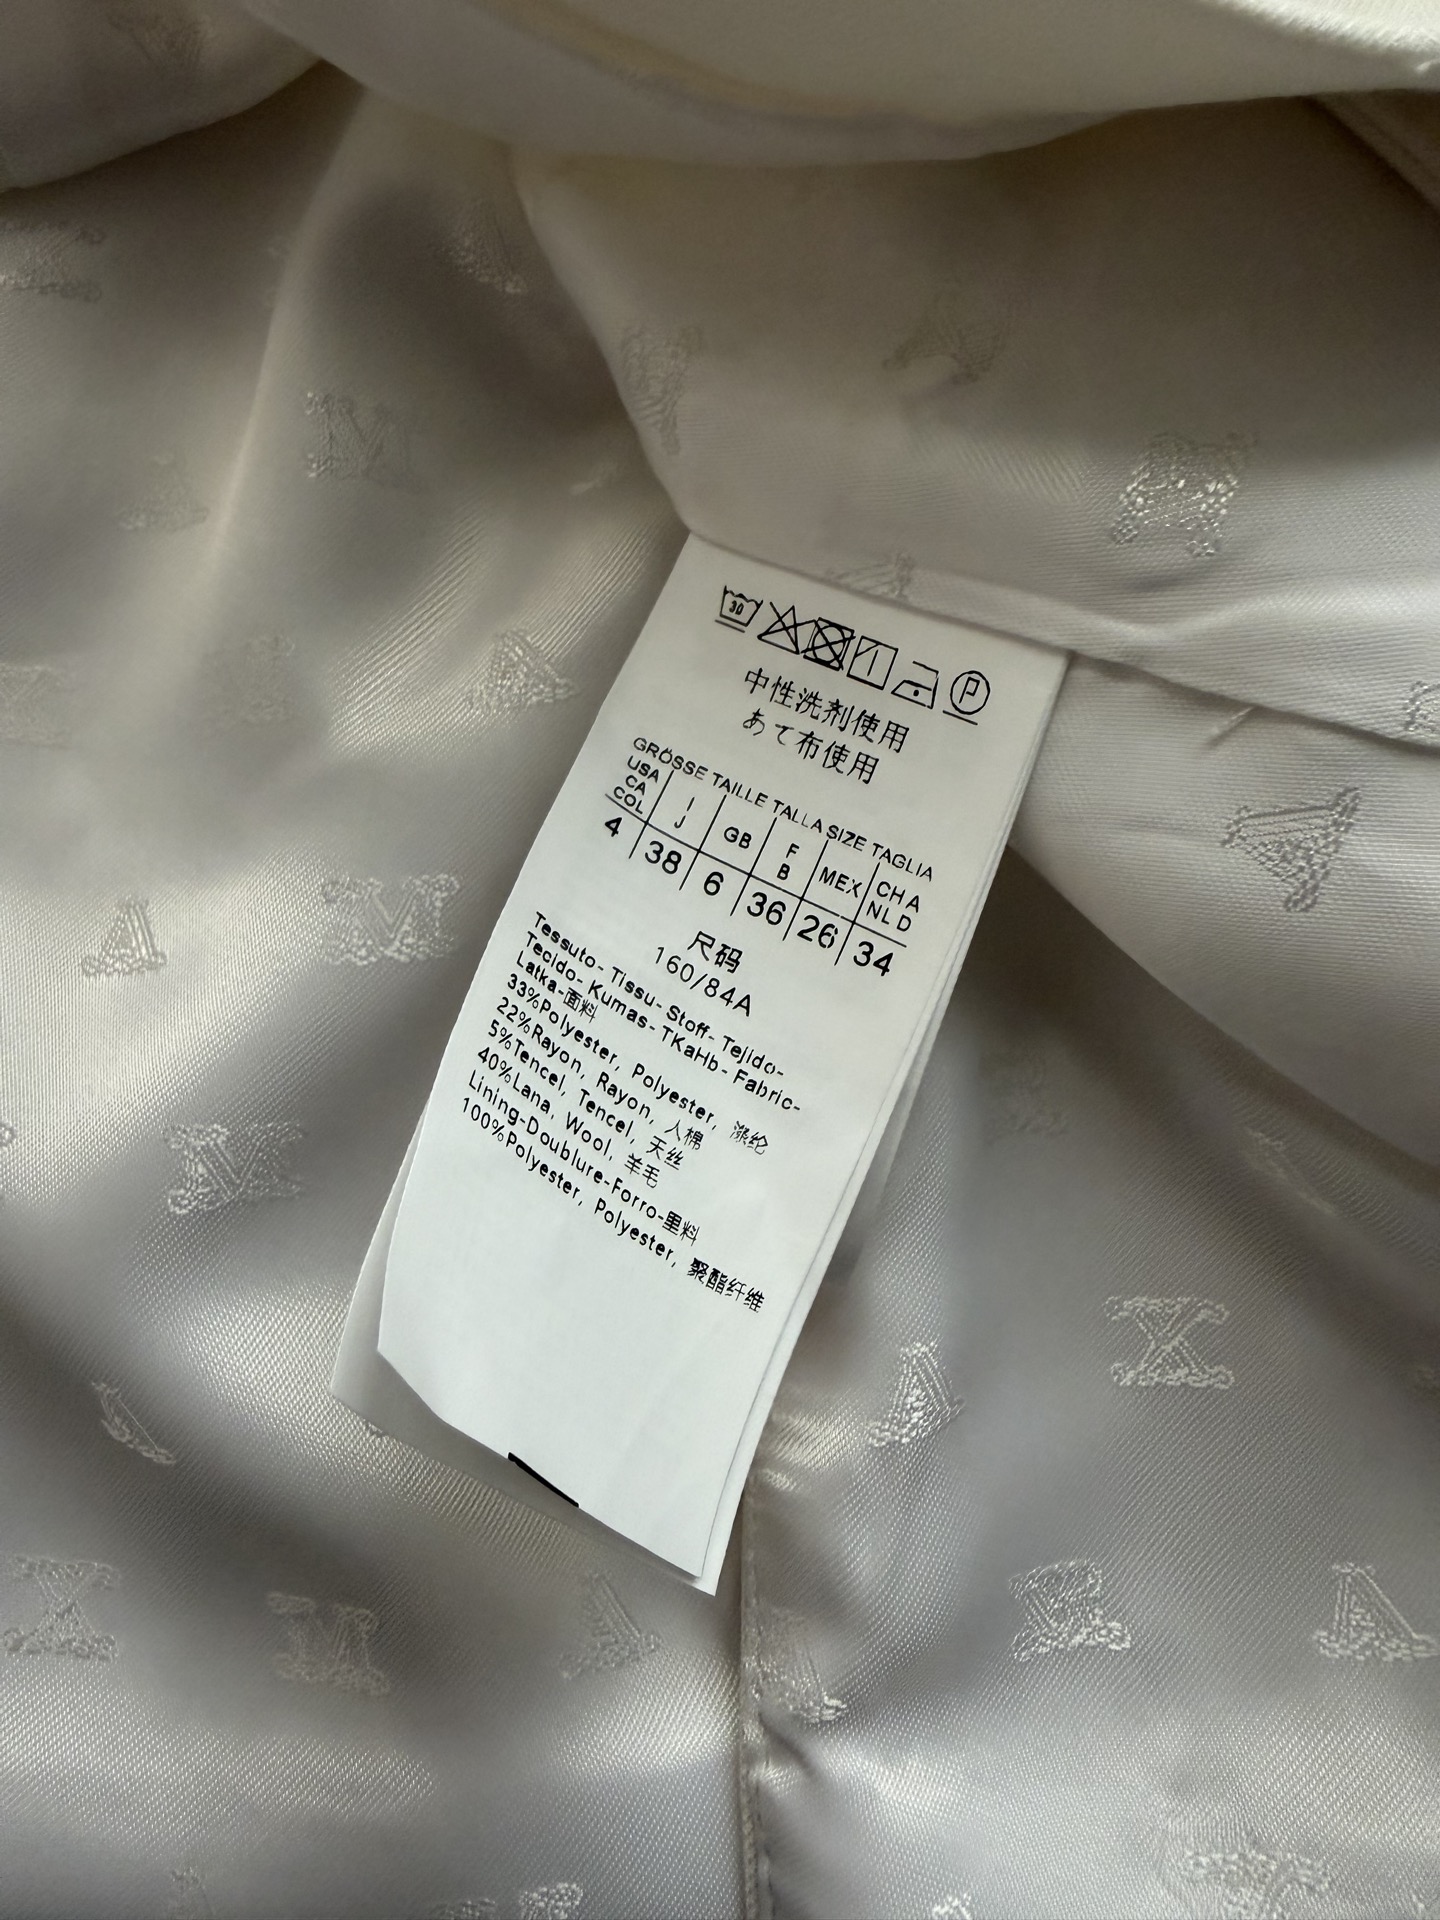 30
P
中性洗剤使用
あて布使用
GRÖSSE TAILLE TALLA SIZE TAGLIA
USA CA COL I J GB F B MEX CH A NL D
4 38 6 36 26 34
尺码
160/84A
Tessuto- Tissu- Stoff- Tejido-
Tecido- Kumas- TKaHb- Fabric-
Latka-面料
33%Polyester, Polyester, 涤纶
22%Rayon, Rayon, 人棉
5%Tencel, Tencel, 天丝
40%Lana, Wool, 羊毛
Lining-Doublure-Forro-里料
100%Polyester, Polyester, 聚酯纤维